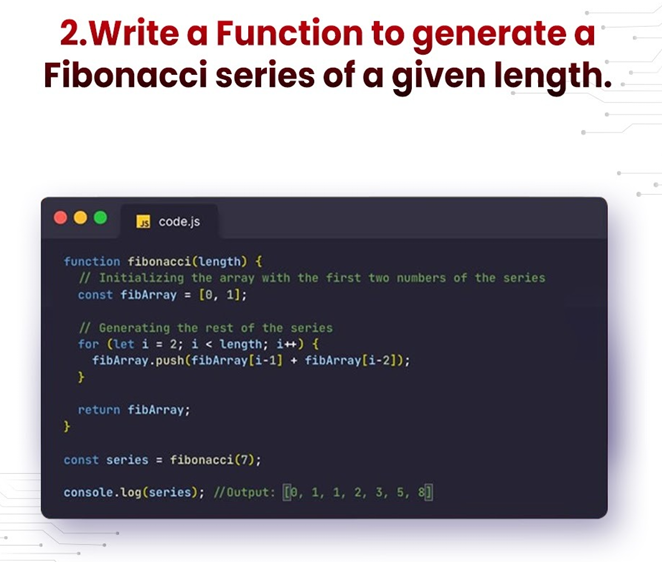 2.Write a Function to generate a
Fibonacci series of a given length.
JS code.js
function fibonacci(length) {
// Initializing the array with the first two numbers of the series
const fibArray = [0, 1];
// Generating the rest of the series
for (let i = 2; i < length; i++) {
fibArray.push(fibArray[i-1] + fibArray[i-2]);
}
return fibArray;
}
const series = fibonacci(7);
console.log(series); //Output: [0, 1, 1, 2, 3, 5, 8]